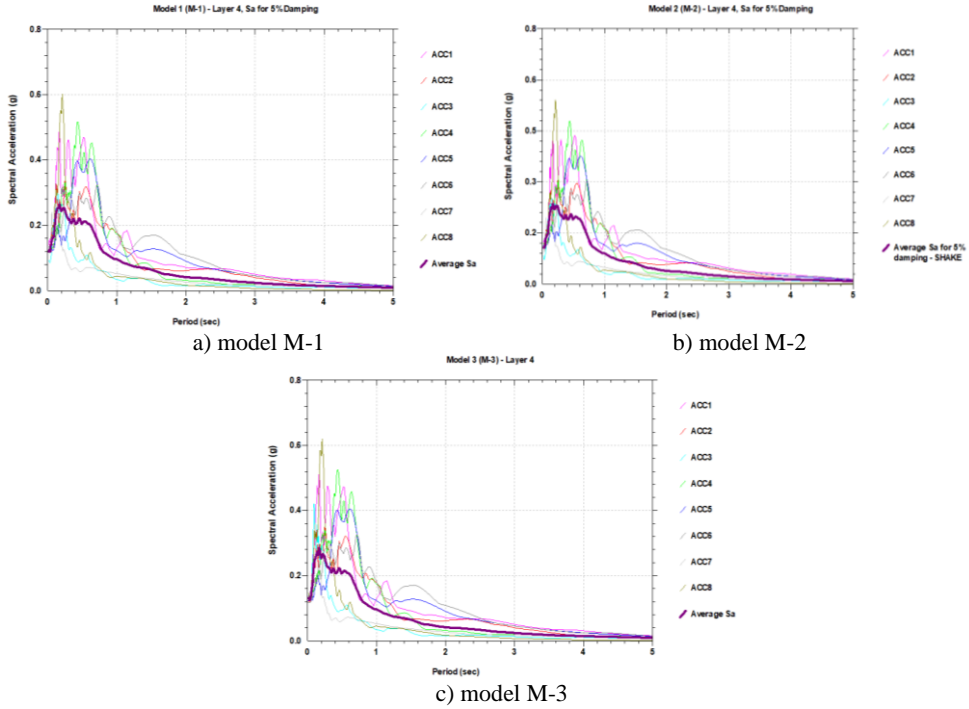 Model 1 (M-1) - Layer 4, Sa for 5%Damping
Spectral Acceleration (g)
0.8
0.6
0.4
0.2
0.0
0
1
2
3
4
5
Period (sec)
ACC1
ACC2
ACC3
ACC4
ACC5
ACC6
ACC7
ACC8
Average Sa
a) model M-1
Model 2 (M-2) - Layer 4, Sa for 5%Damping
Spectral Acceleration (g)
0.8
0.6
0.5
0.3
0.2
0.0
0
1
2
3
4
5
Period (sec)
ACC1
ACC2
ACC3
ACC4
ACC5
ACC6
ACC7
ACC8
Average Sa for 5%
damping - SHAKE
b) model M-2
Model 3 (M-3) - Layer 4
Spectral Acceleration (g)
0.8
0.6
0.4
0.2
0.0
0
1
2
3
4
5
Period (sec)
ACC1
ACC2
ACC3
ACC4
ACC5
ACC6
ACC7
ACC8
Average Sa
c) model M-3